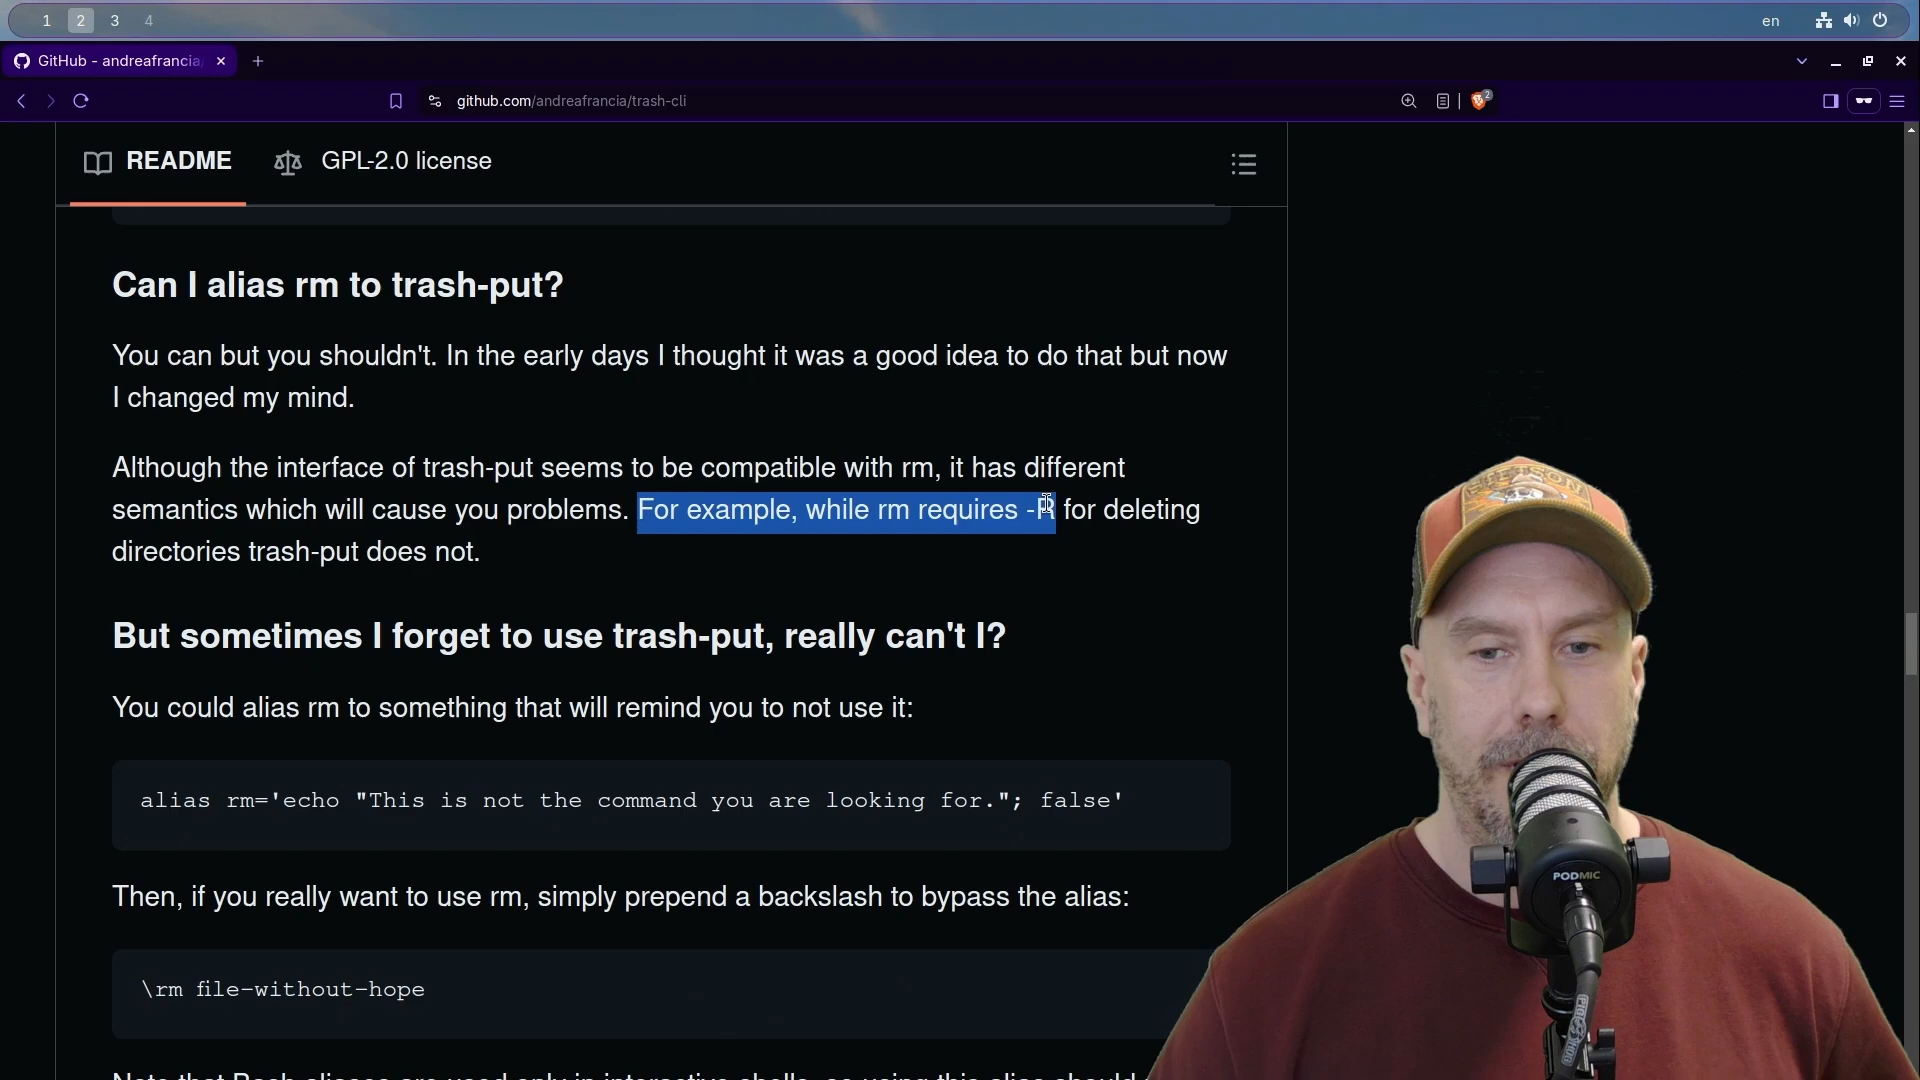 1 2 3 4 en
GitHub - andreafrancia/
github.com/andreafrancia/trash-cli
2
README GPL-2.0 license
Can I alias rm to trash-put?
You can but you shouldn't. In the early days I thought it was a good idea to do that but now
I changed my mind.
Although the interface of trash-put seems to be compatible with rm, it has different
semantics which will cause you problems. For example, while rm requires -R for deleting
directories trash-put does not.
But sometimes I forget to use trash-put, really can't I?
You could alias rm to something that will remind you to not use it:
alias rm='echo "This is not the command you are looking for."; false'
Then, if you really want to use rm, simply prepend a backslash to bypass the alias:
\rm file-without-hope
STETSON
PODMIC